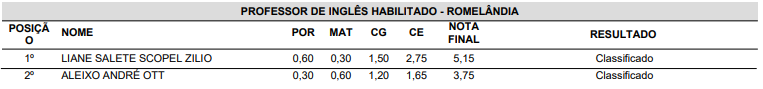 PROFESSOR DE INGLÊS HABILITADO - ROMELÂNDIA
POSIÇÃO NOME POR MAT CG CE NOTA FINAL RESULTADO
1º LIANE SALETE SCOPEL ZILIO 0,60 0,30 1,50 2,75 5,15 Classificado
2º ALEIXO ANDRÉ OTT 0,30 0,60 1,20 1,65 3,75 Classificado